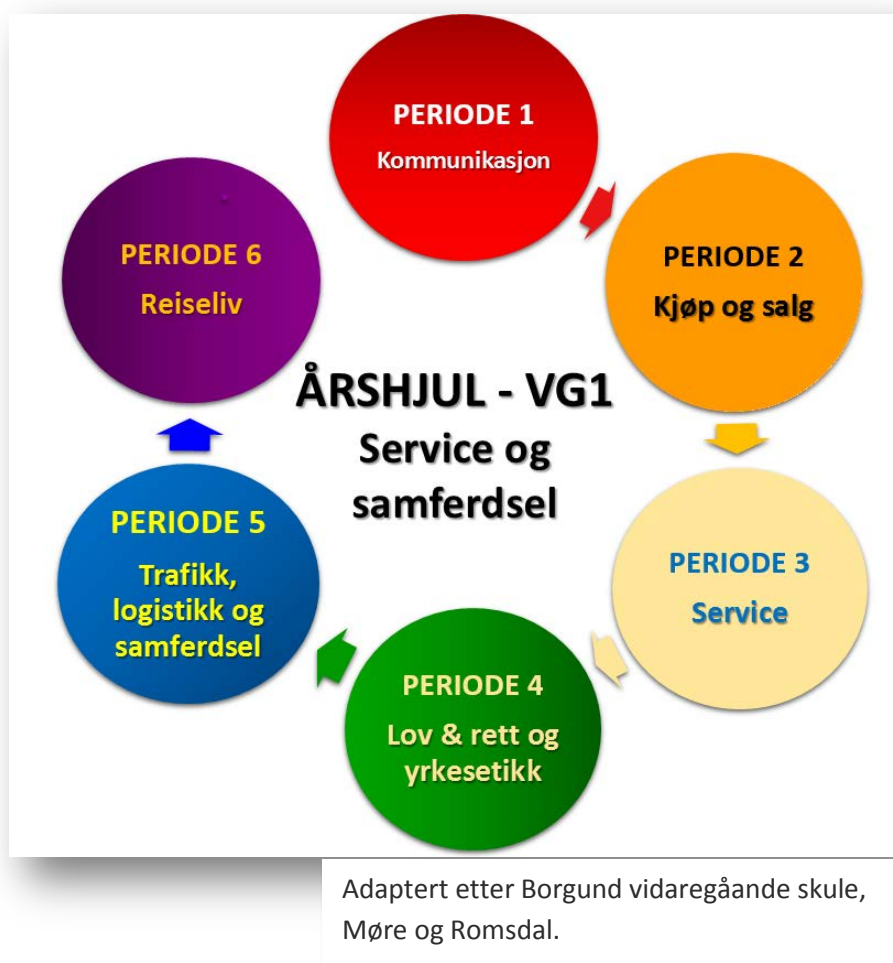 PERIODE 1
Kommunikasjon
PERIODE 2
Kjøp og salg
PERIODE 3
Service
PERIODE 4
Lov & rett og
yrkesetikk
PERIODE 5
Trafikk,
logistikk og
samferdsel
PERIODE 6
Reiseliv
ÅRSHJUL - VG1
Service og
samferdsel
Adaptert etter Borgund vidaregåande skule,
Møre og Romsdal.